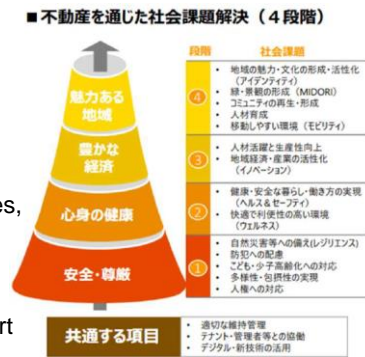 ■不動産を通じた社会課題解決（４段階）
段階
社会課題
魅力ある
地域
④
・ 地域の魅力・文化の形成・活性化
（アイデンティティ）
・ 緑・景観の形成（MIDORI）
・ コミュニティの再生・形成
・ 人材育成
・ 移動しやすい環境（モビリティ）
豊かな
経済
③
・ 人材活躍と生産性向上
・ 地域経済・産業の活性化
（イノベーション）
心身の健康
②
・ 健康・安全な暮らし・働き方の実現
（ヘルス＆セーフティ）
・ 快適で利便性の高い環境
（ウェルネス）
安全・尊厳
①
・ 自然災害等への備え(レジリエンス)
・ 防犯への配慮
・ こども・少子高齢化への対応
・ 多様性・包摂性の実現
・ 人権への対応
共通する項目
・ 適切な維持管理
・ テナント・管理者等との協働
・ デジタル・新技術の活用
es,
rt